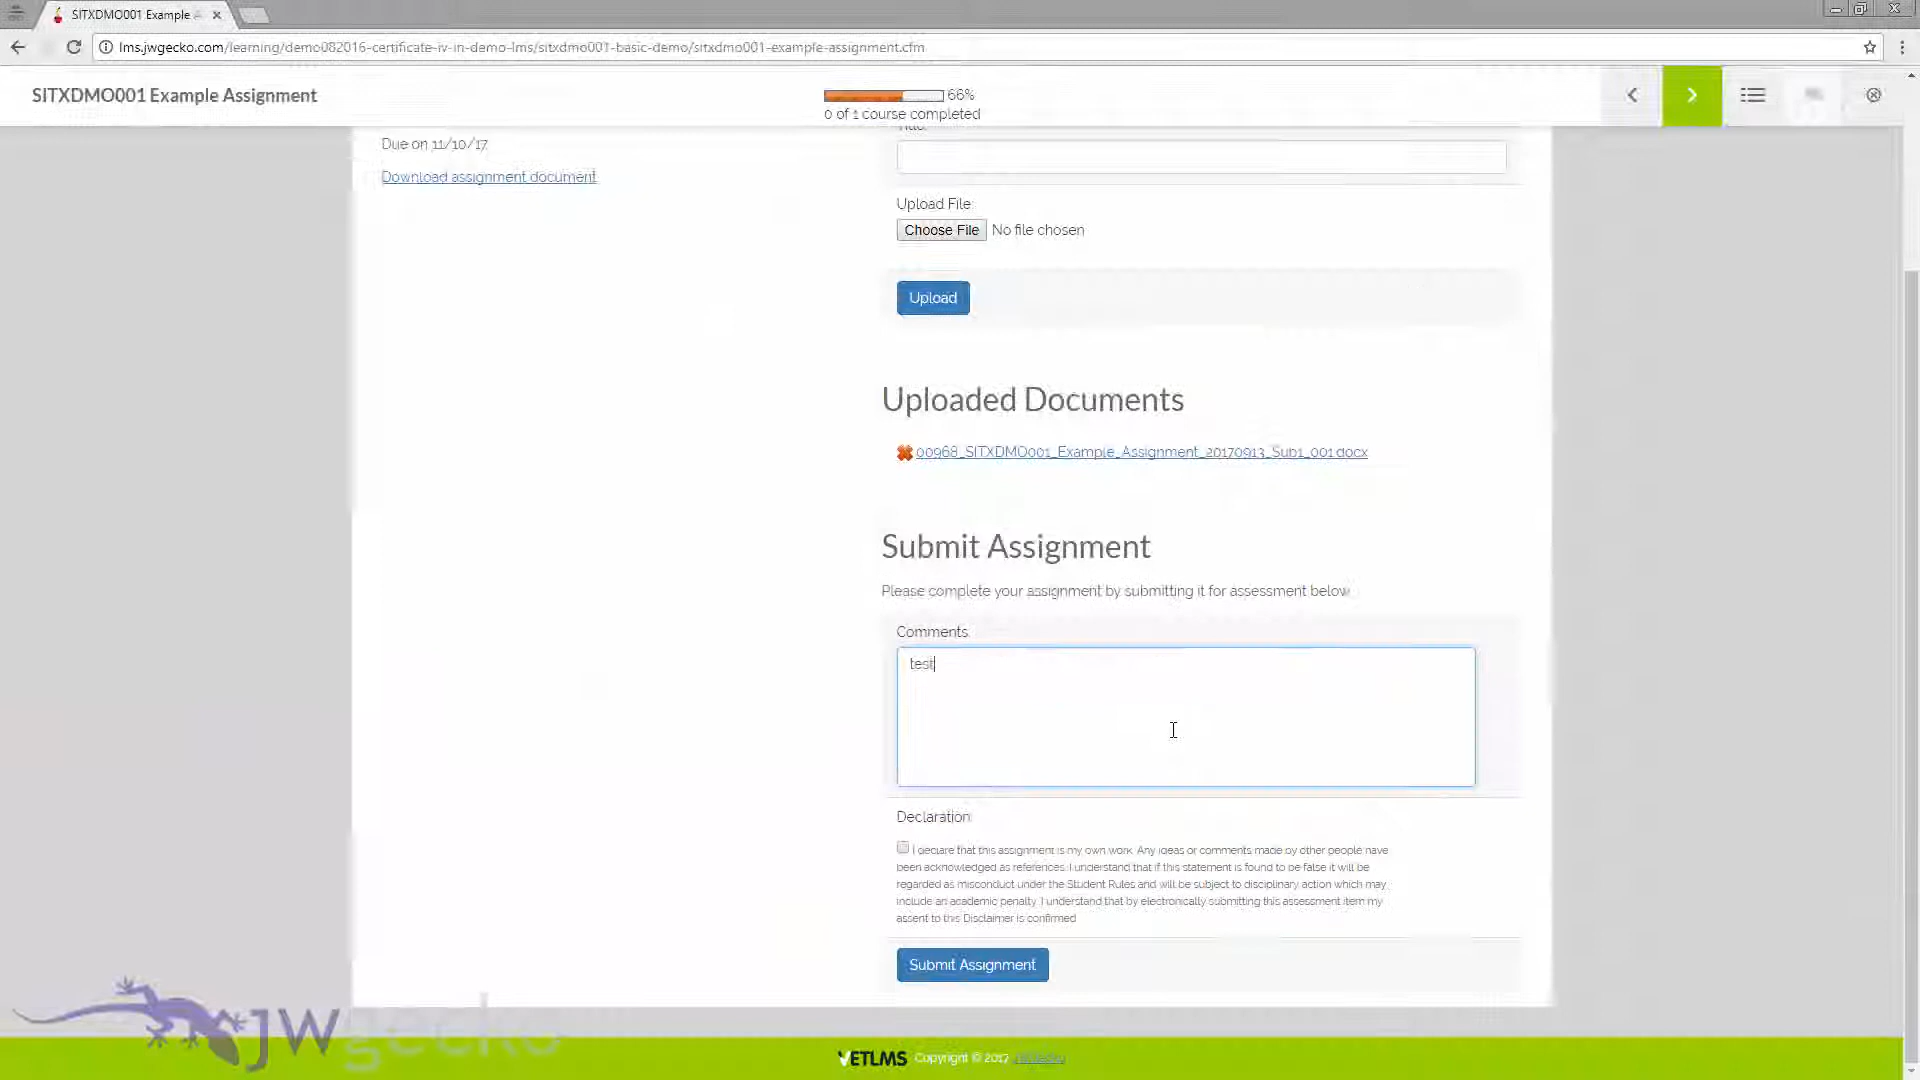 SITXDMO001 Example
lms.jwgecko.com/learning/demo082016-certificate-iv-in-demo-lms/sitxdmo001-basic-demo/sitxdmo001-example-assignment.cfm
SITXDMO001 Example Assignment
66%
0 of 1 course completed
Due on 11/10/17
Download assignment document
Title:
Upload File:
Choose File No file chosen
Upload
Uploaded Documents
00968_SITXDMO001_Example_Assignment_20170913_Sub1_001.docx
Submit Assignment
Please complete your assignment by submitting it for assessment below.
Comments:
test
Declaration:
I declare that this assignment is my own work. Any ideas or comments made by other people have
been acknowledged as references. I understand that if this statement is found to be false it will be
regarded as misconduct under the Student Rules and will be subject to disciplinary action which may
include an academic penalty. I understand that by electronically submitting this assessment item my
assent to this Disclaimer is confirmed
Submit Assignment
JWgecko
VETLMS Copyright © 2017 JWGecko